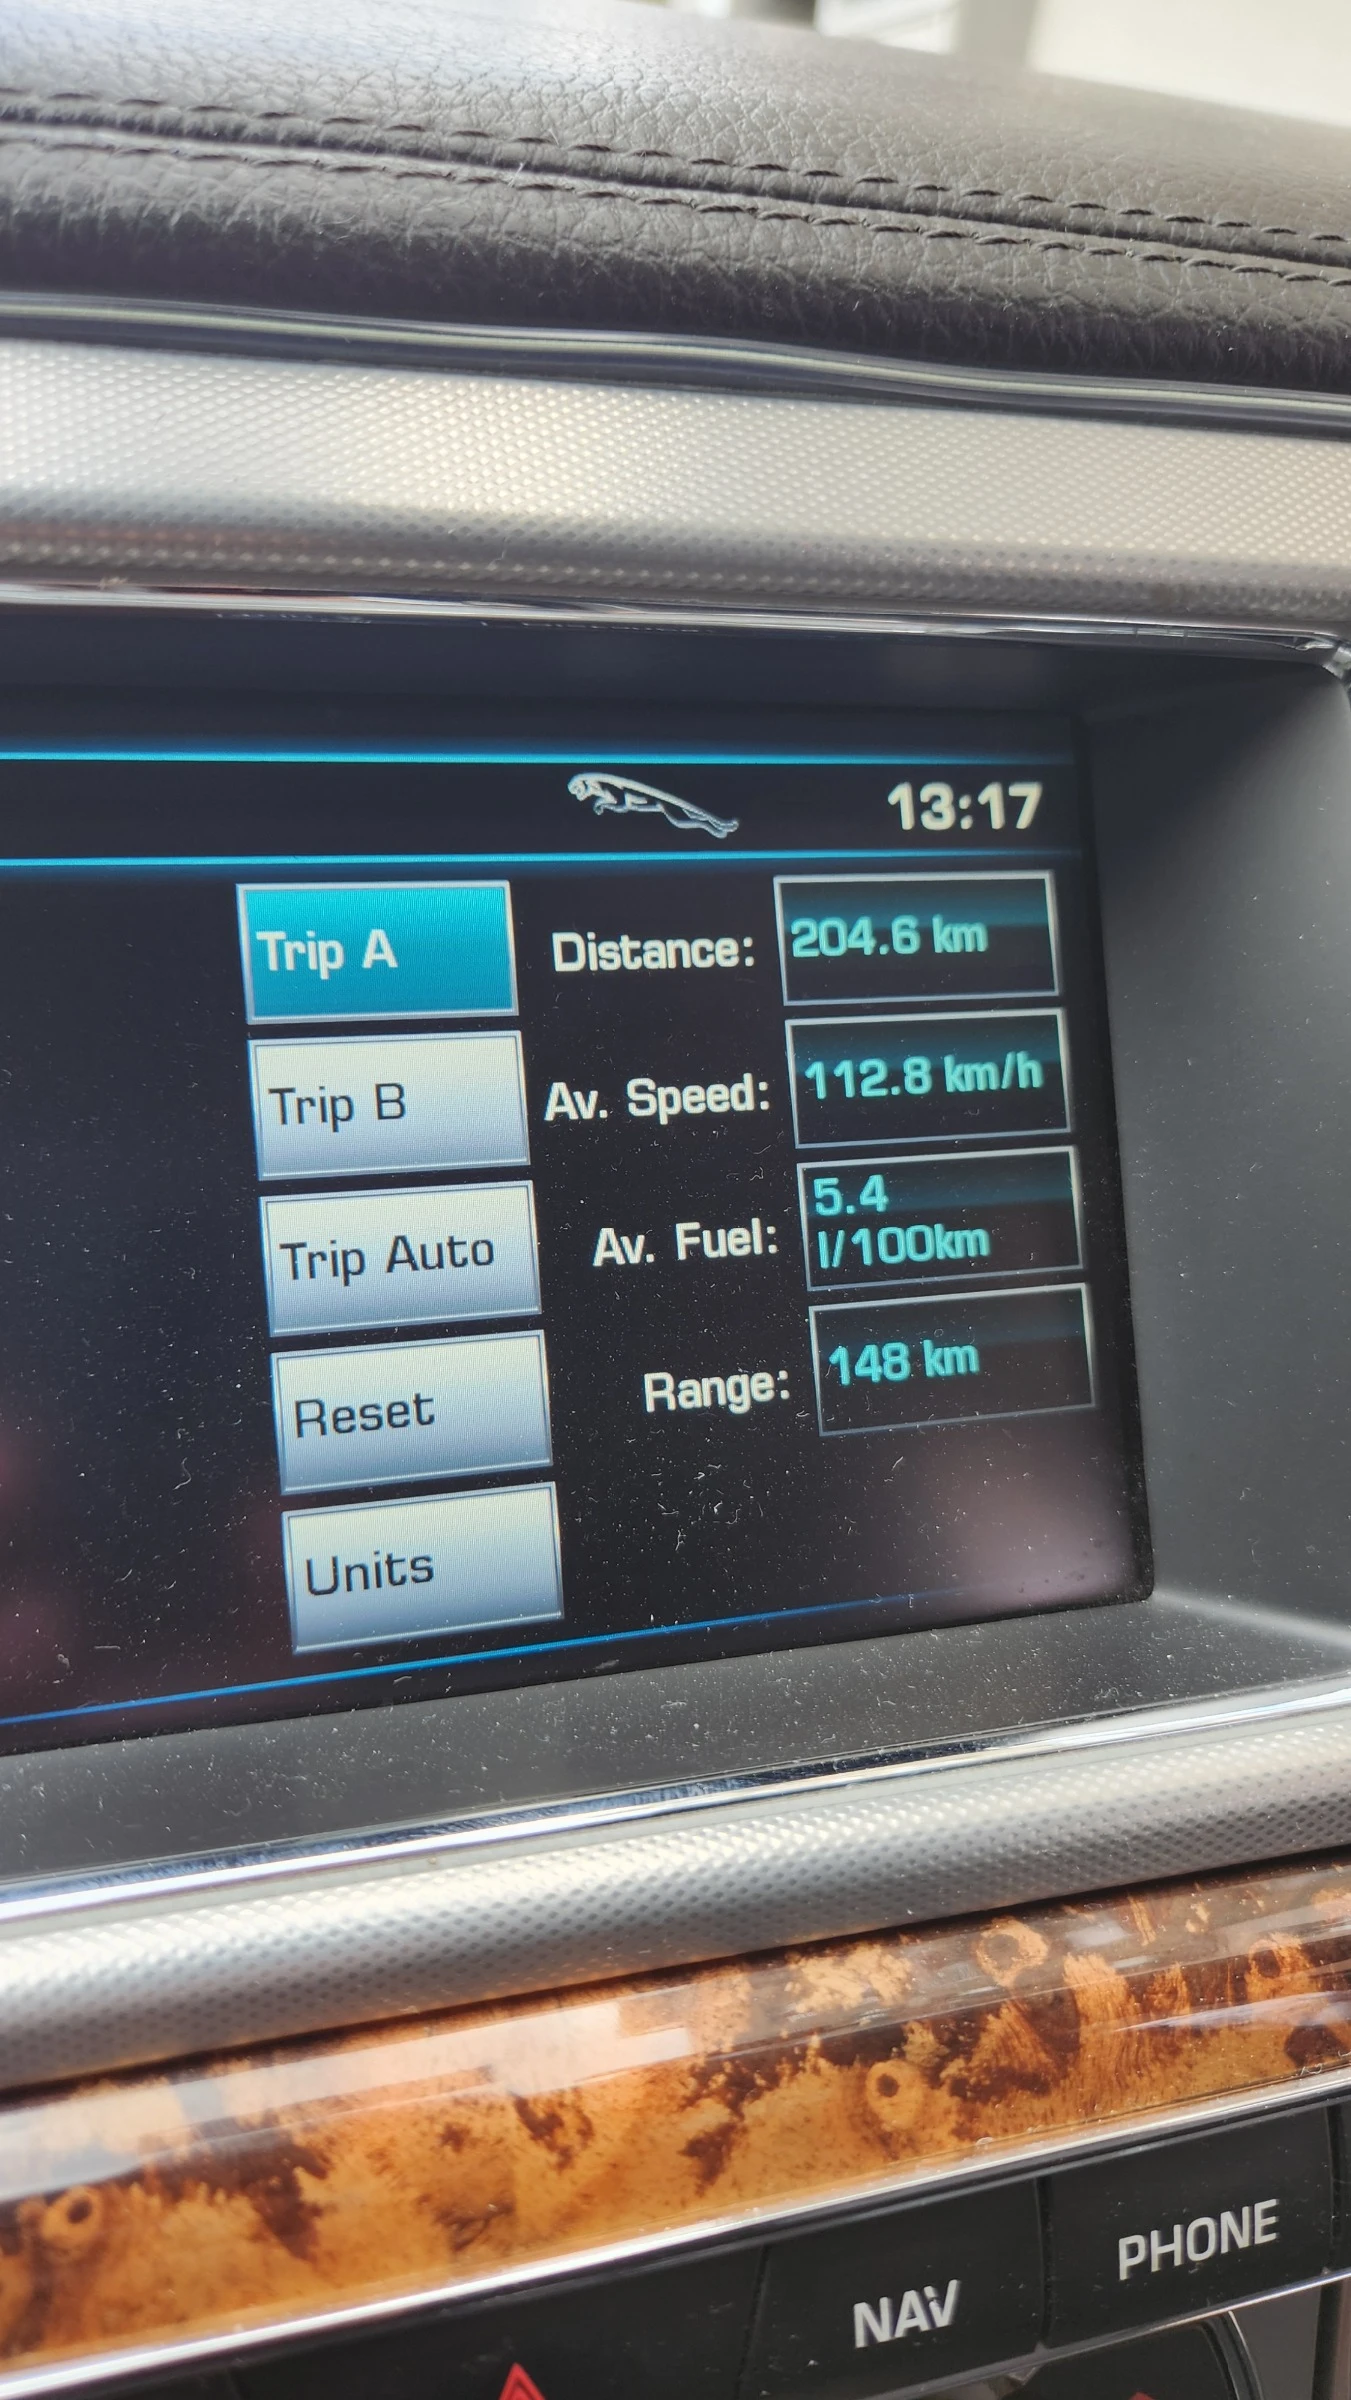 13:17
Trip A
Distance:
204.6 km
Trip B
Av. Speed:
112.8 km/h
Trip Auto
Av. Fuel:
5.4
l/100km
Reset
Range:
148 km
Units
NAV
PHONE